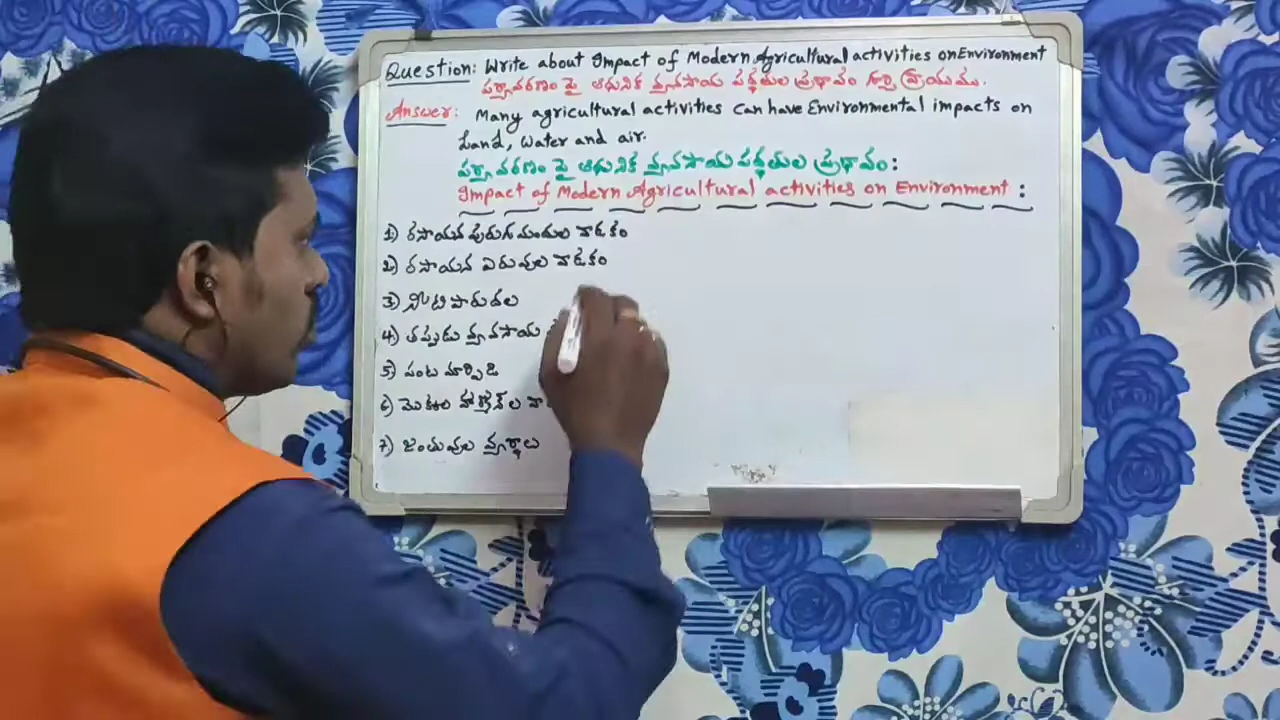 Question: Write about Impact of Modern Agricultural activities on Environment
పర్యావరణం పై ఆధునిక వ్యవసాయ పద్ధతుల ప్రభావం గూర్చి వ్రాయుము.
Answer: Many agricultural activities can have Environmental impacts on
Land, Water and air.
పర్యావరణం పై ఆధునిక వ్యవసాయ పద్ధతుల ప్రభావం:
Impact of Modern Agricultural activities on Environment:
1) రసాయన పురుగుమందుల వాడకం
2) రసాయన ఎరువుల వాడకం
3) నీటి పారుదల
4) తప్పుడు వ్యవసాయ
5) పంట మార్పిడి
6) మొక్కల హార్మోన్ ల
7) జంతువుల వ్యర్థాలు